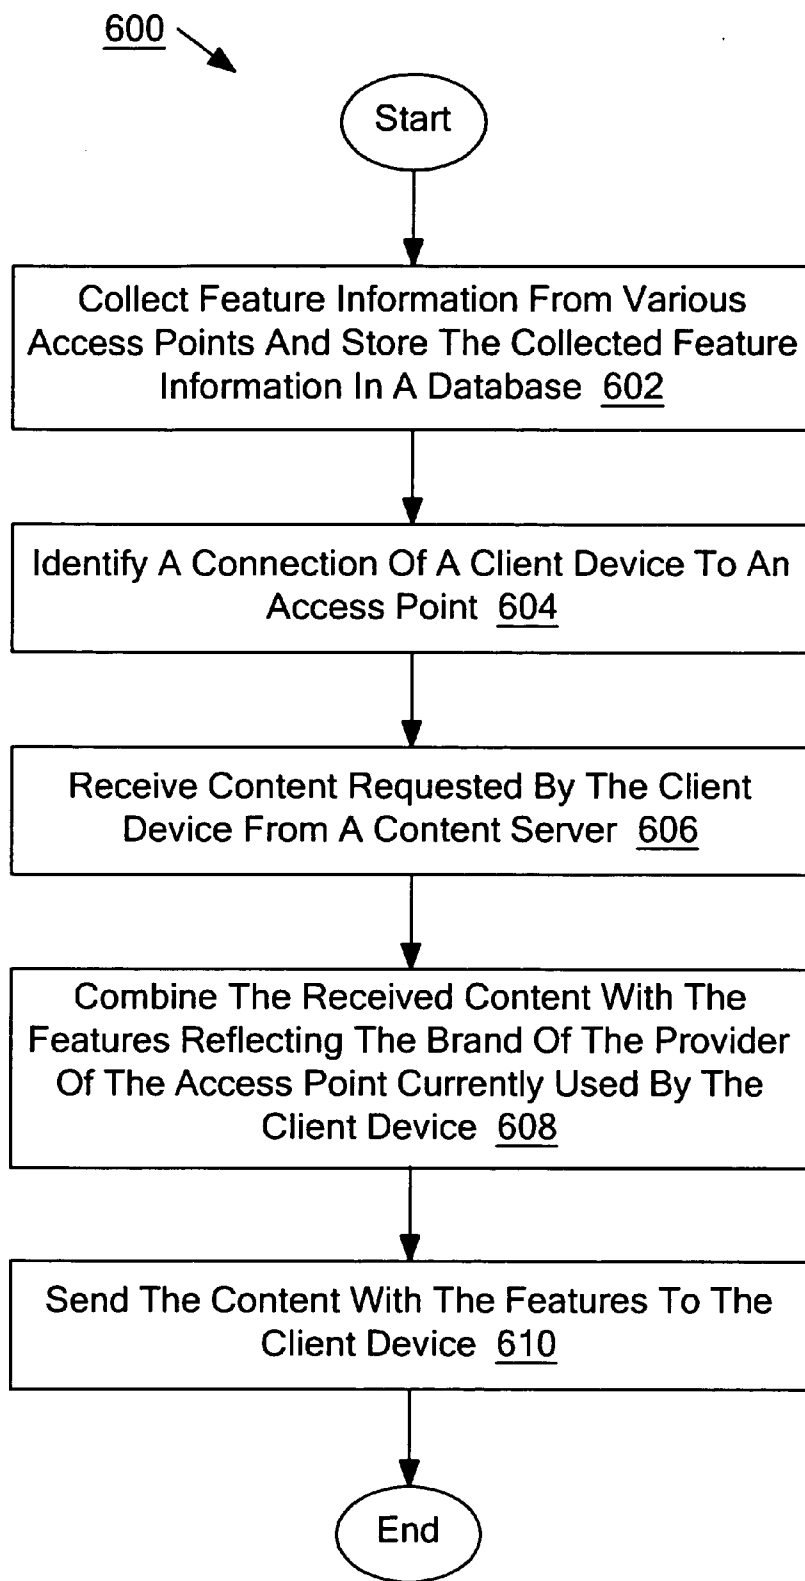 600
Start
Collect Feature Information From Various
Access Points And Store The Collected Feature
Information In A Database 602
Identify A Connection Of A Client Device To An
Access Point 604
Receive Content Requested By The Client
Device From A Content Server 606
Combine The Received Content With The
Features Reflecting The Brand Of The Provider
Of The Access Point Currently Used By The
Client Device 608
Send The Content With The Features To The
Client Device 610
End